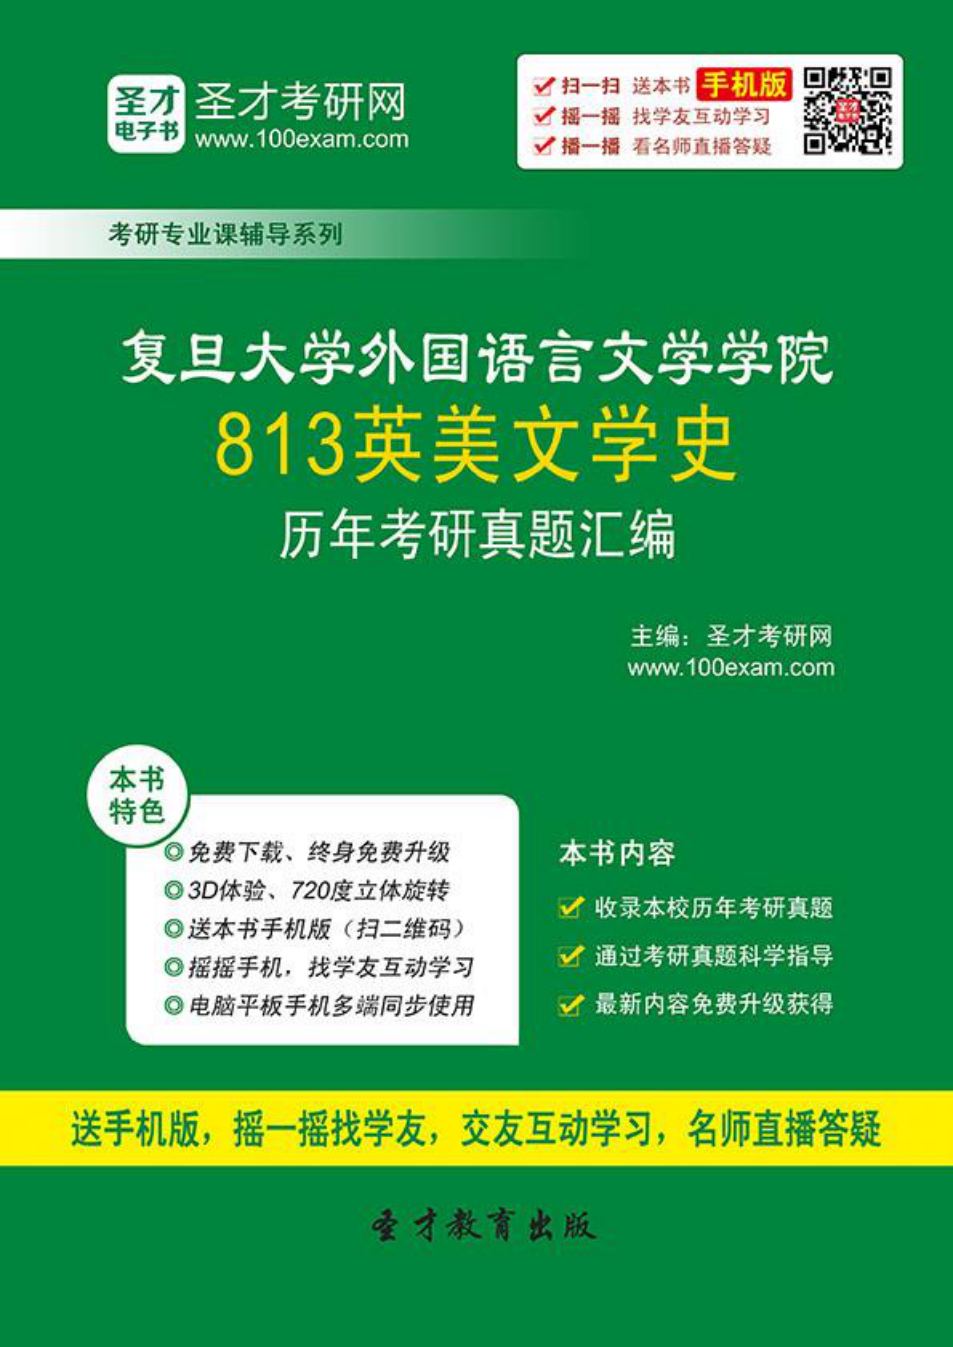 圣才
电子书
圣才考研网
www.100exam.com
扫一扫 送本书 手机版
摇一摇 找学友互动学习
播一播 看名师直播答疑
圣才
电子书
考研专业课辅导系列
复旦大学外国语言文学学院
813英美文学史
历年考研真题汇编
主编：圣才考研网
www.100exam.com
本书
特色
免费下载、终身免费升级
3D体验、720度立体旋转
送本书手机版（扫二维码）
摇摇手机，找学友互动学习
电脑平板手机多端同步使用
本书内容
收录本校历年考研真题
通过考研真题科学指导
最新内容免费升级获得
送手机版，摇一摇找学友，交友互动学习，名师直播答疑
圣才教育出版